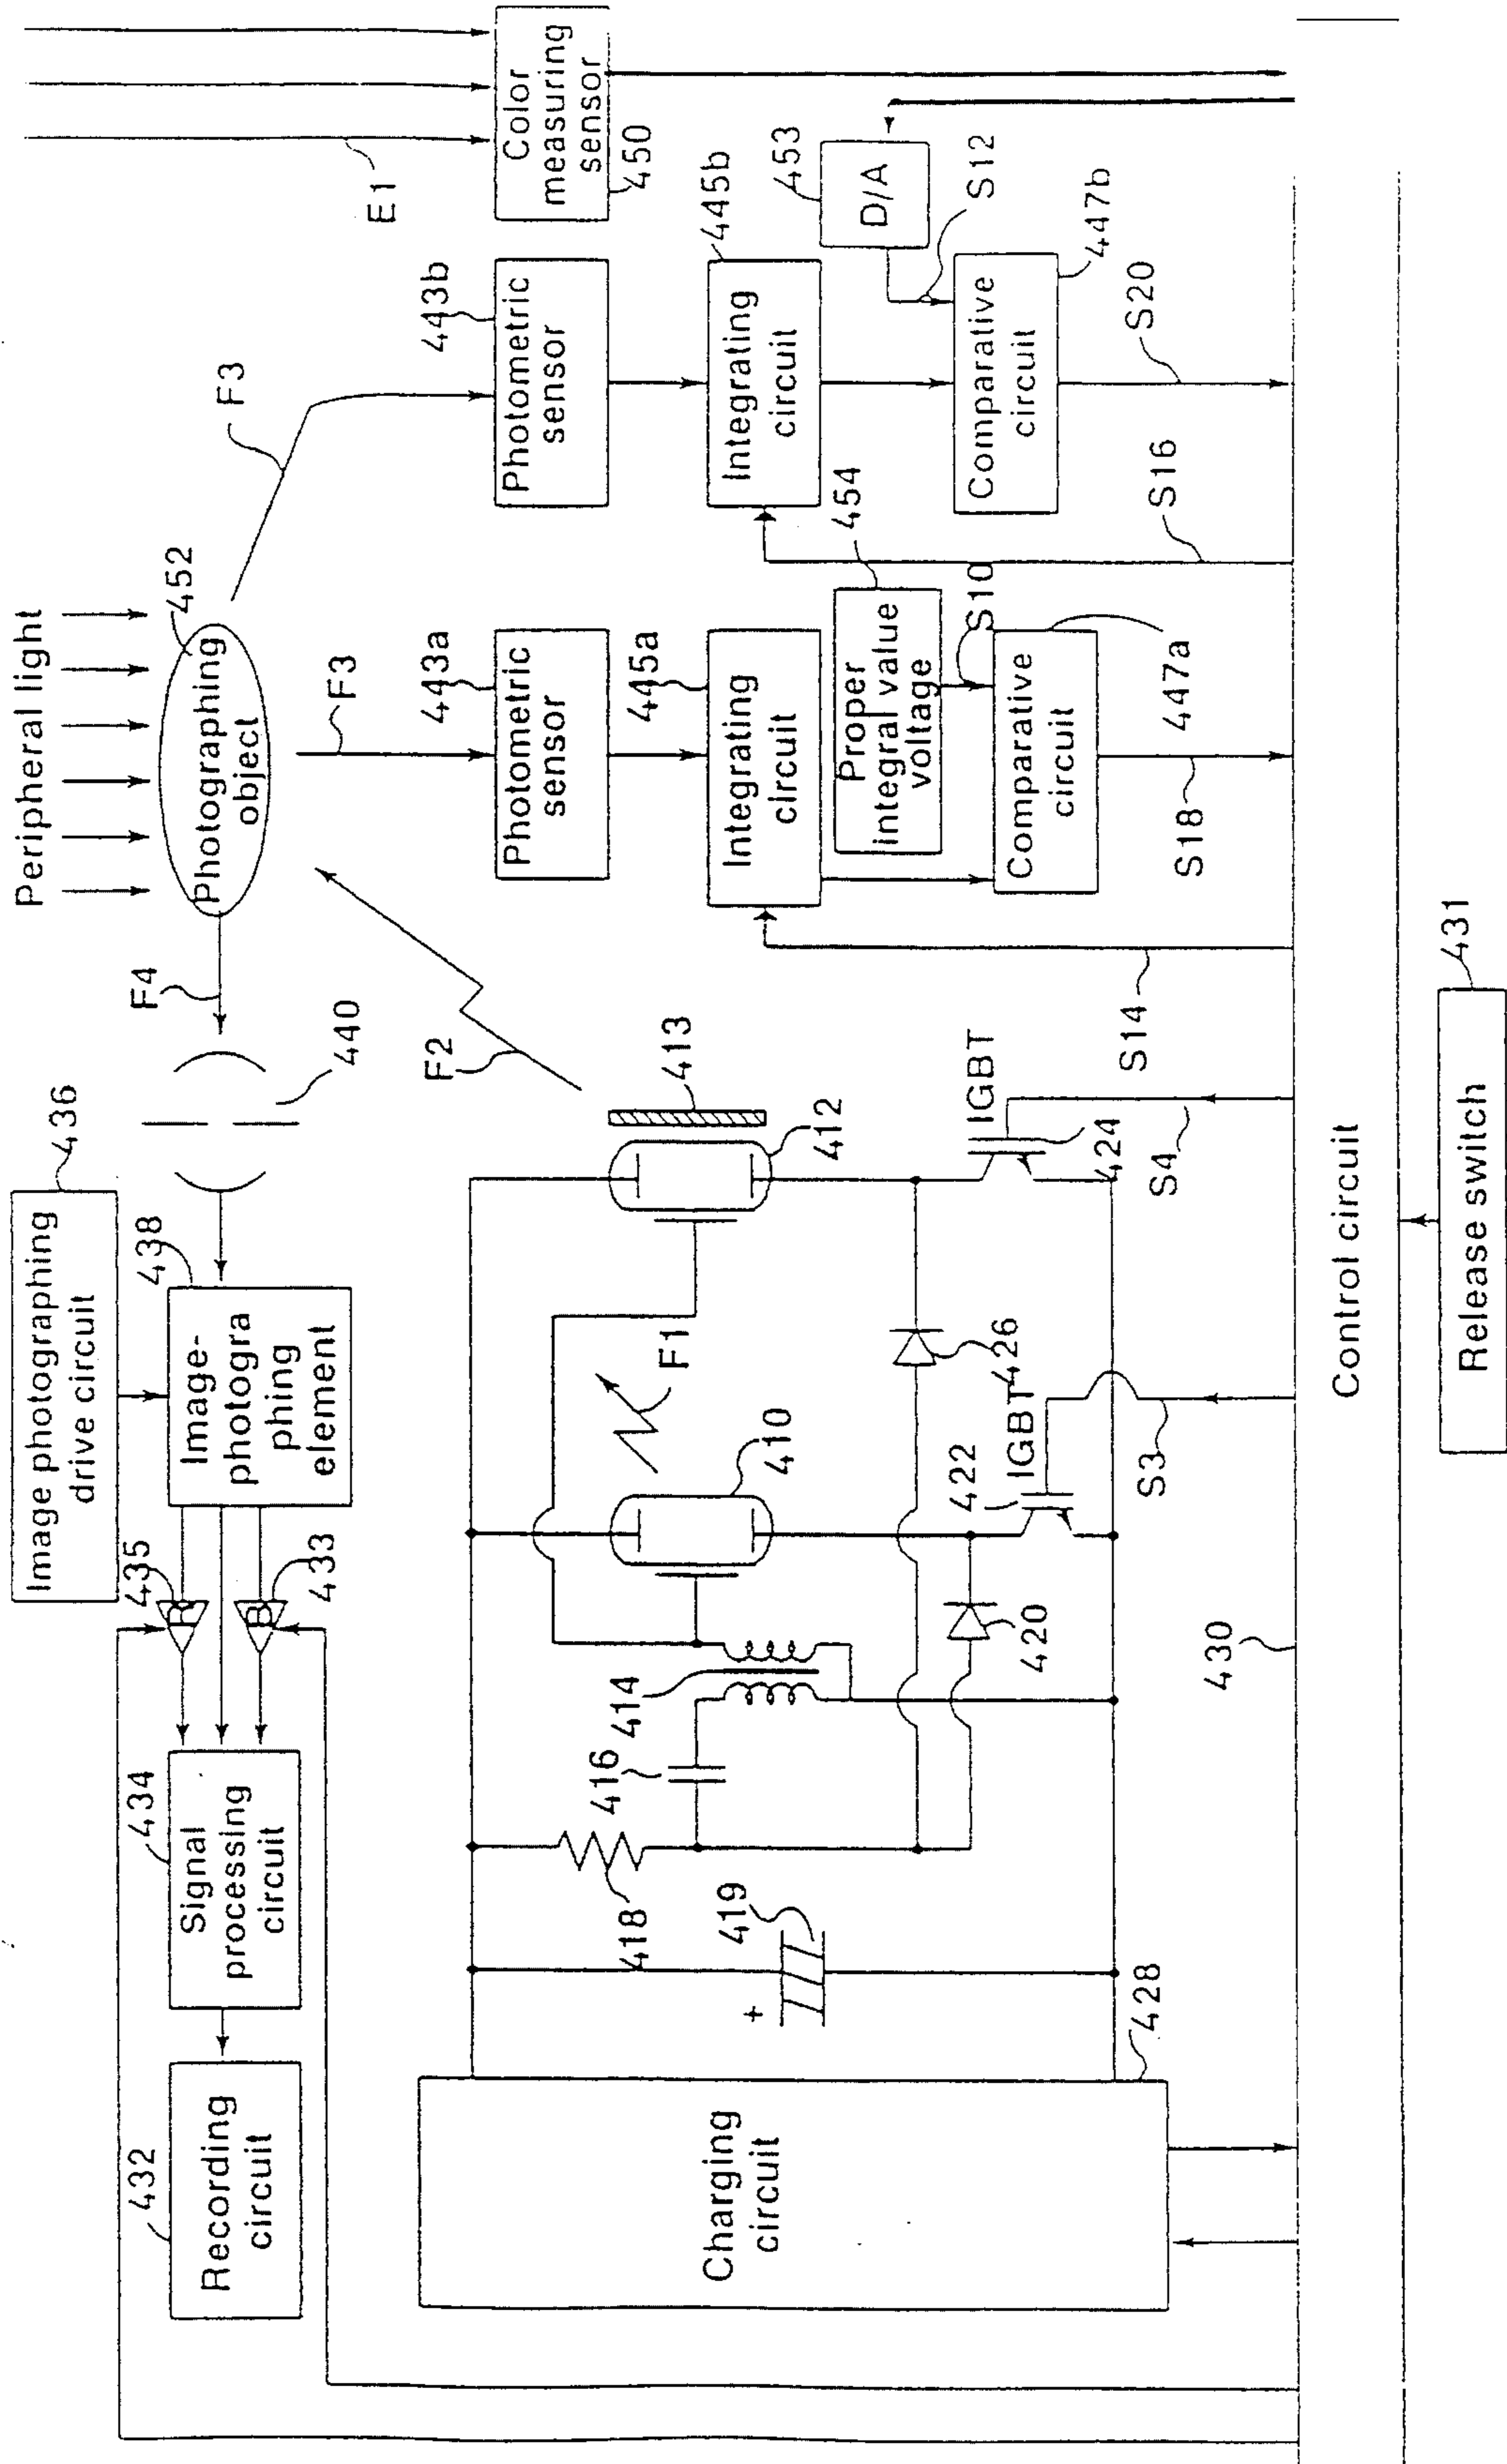 Image photographing
drive circuit
436
Peripheral light
E1
Color
measuring
sensor
450
432
Recording
circuit
434
Signal
processing
circuit
435
R
B
433
438
Image-
photogra
phing
element
F4
440
452
Photographing
object
F3
F3
443a
Photometric
sensor
443b
Photometric
sensor
F2
413
412
F1
410
414
416
418
419
+
Charging
circuit
428
420
422
IGBT
426
IGBT
424
S3
S4
445a
Integrating
circuit
445b
Integrating
circuit
453
D/A
S12
454
Proper
integral value
voltage
S10
Comparative
circuit
447a
Comparative
circuit
447b
S14
S18
S16
S20
430
Control circuit
431
Release switch